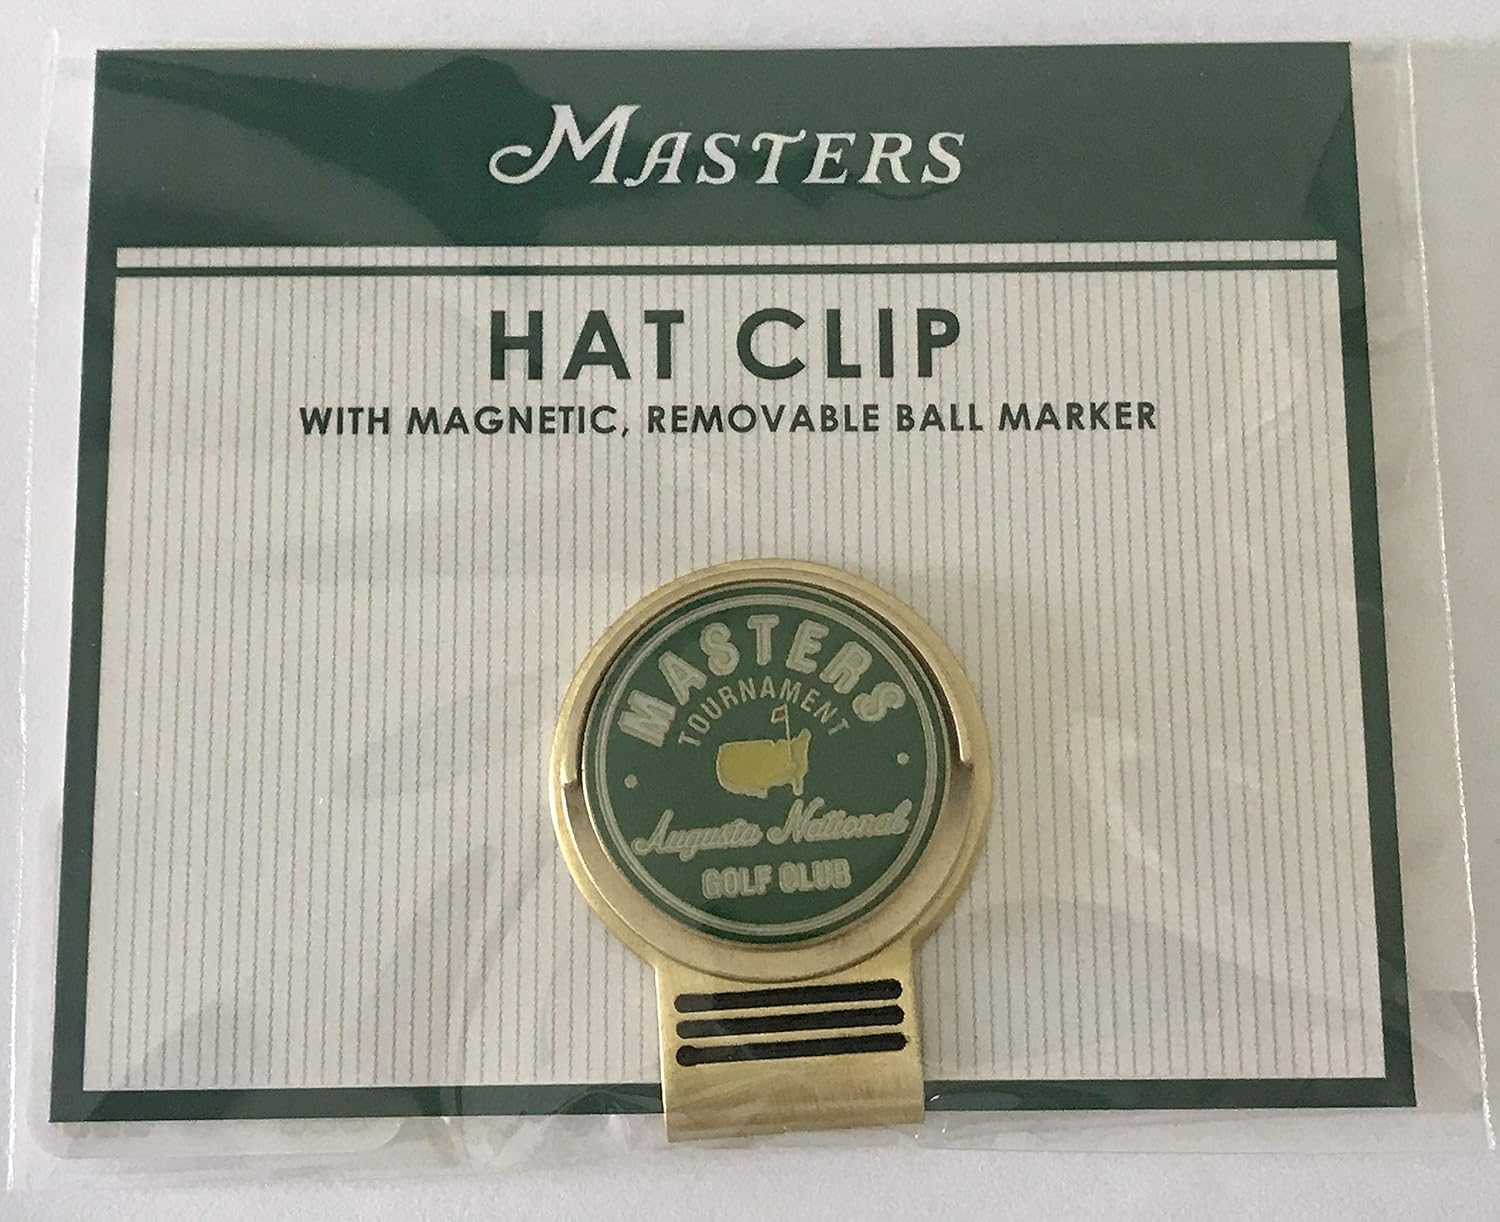 MASTERS
HAT CLIP
WITH MAGNETIC, REMOVABLE BALL MARKER
MASTERS
TOURNAMENT
Augusta National
GOLF CLUB